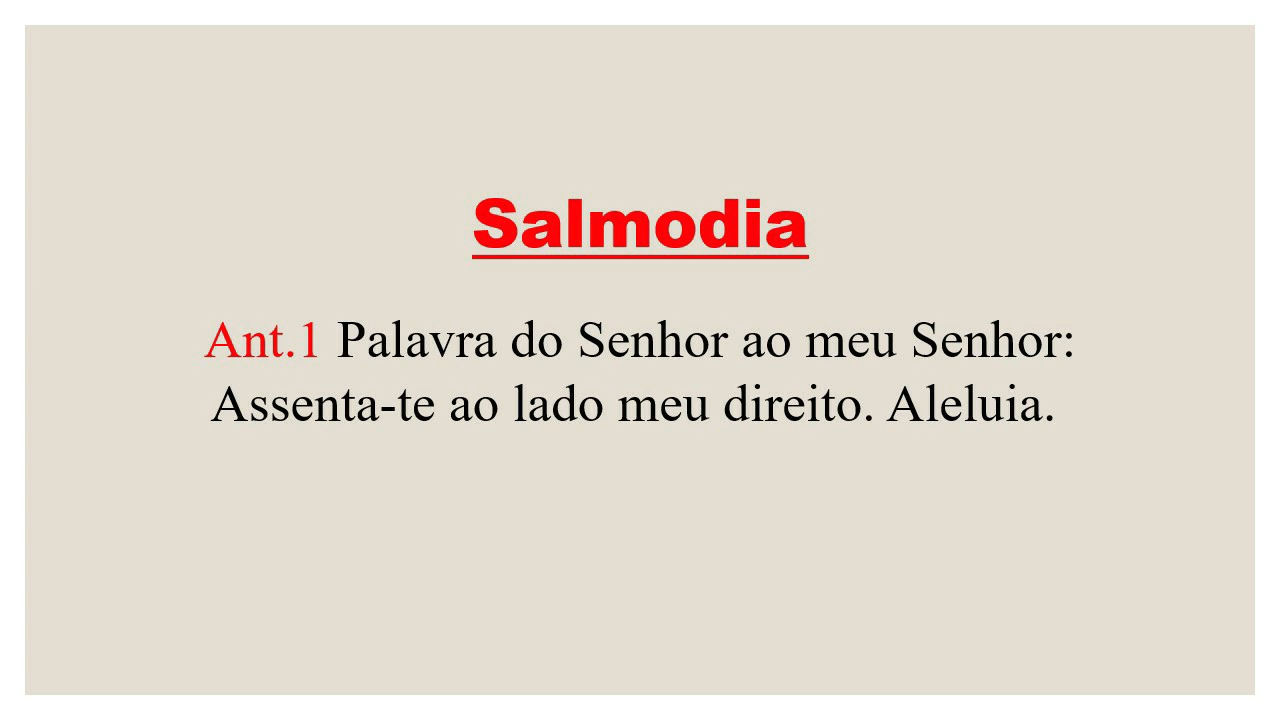 Salmodia
Ant.1 Palavra do Senhor ao meu Senhor:
Assenta-te ao lado meu direito. Aleluia.